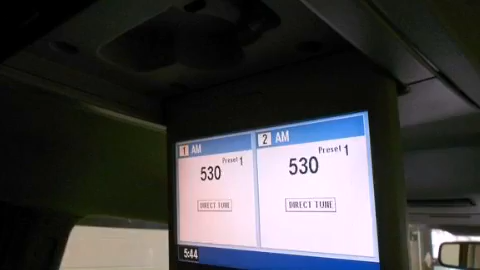 1 AM
Preset 1
530
DIRECT TUNE
2 AM
Preset 1
530
DIRECT TUNE
5:44